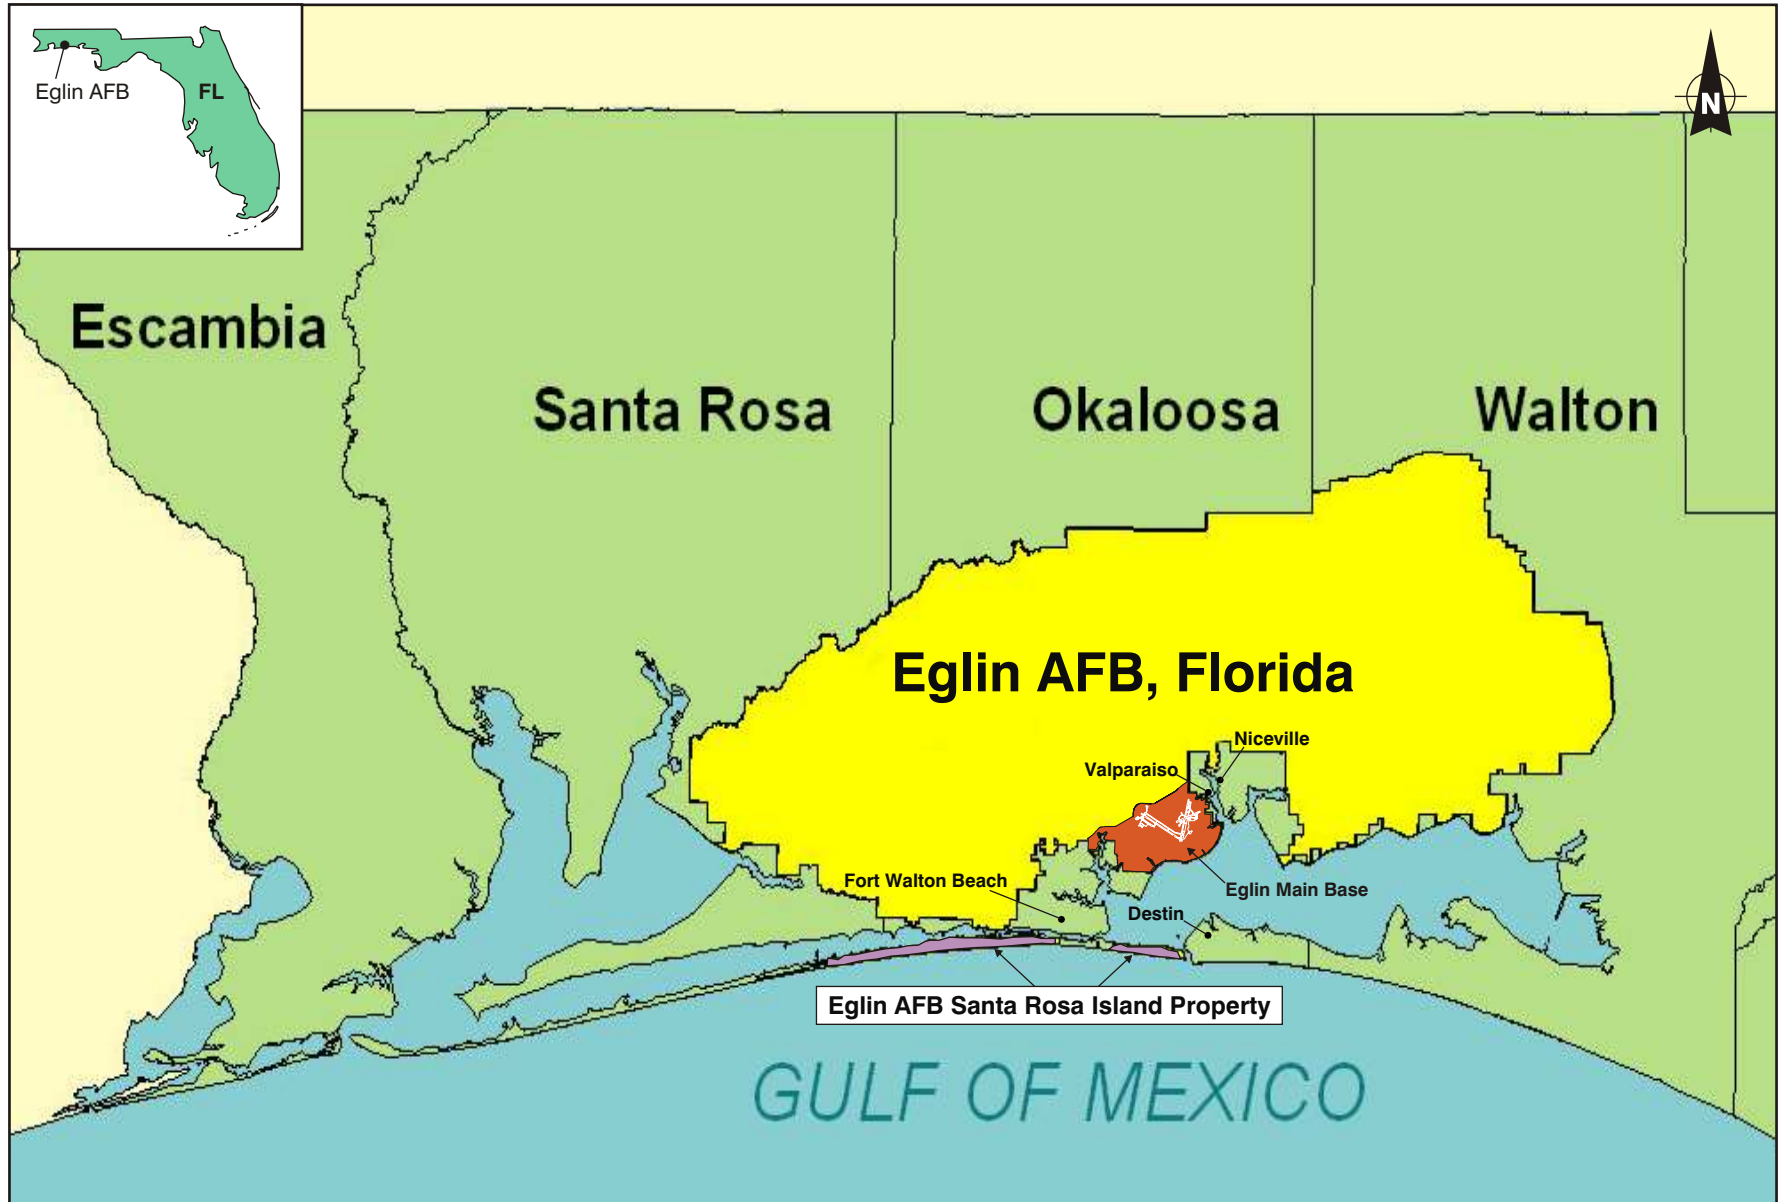 Eglin AFB
FL
N
Escambia
Santa Rosa
Okaloosa
Walton
Eglin AFB, Florida
Niceville
Valparaiso
Fort Walton Beach
Eglin Main Base
Destin
Eglin AFB Santa Rosa Island Property
GULF OF MEXICO